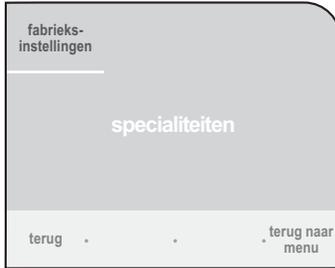 fabrieks-
instellingen
specialiteiten
terug
terug naar
menu